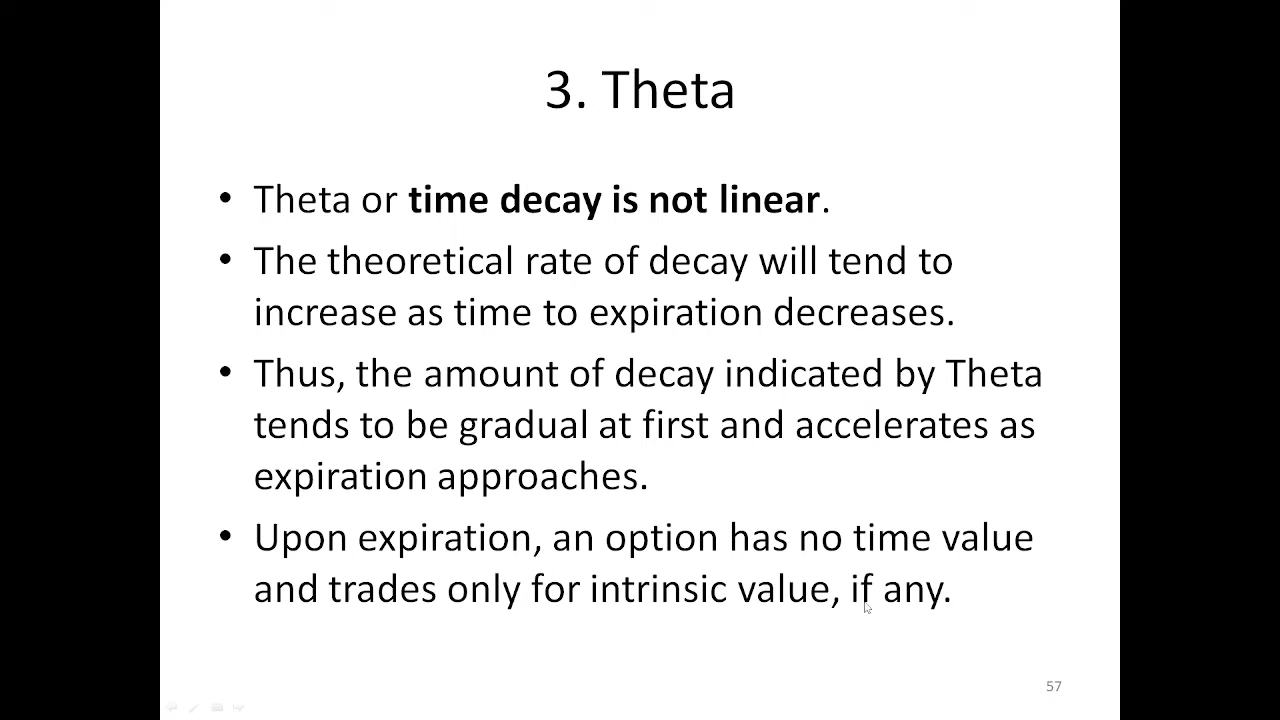 3. Theta
• Theta or time decay is not linear.
• The theoretical rate of decay will tend to
increase as time to expiration decreases.
• Thus, the amount of decay indicated by Theta
tends to be gradual at first and accelerates as
expiration approaches.
• Upon expiration, an option has no time value
and trades only for intrinsic value, if any.
57